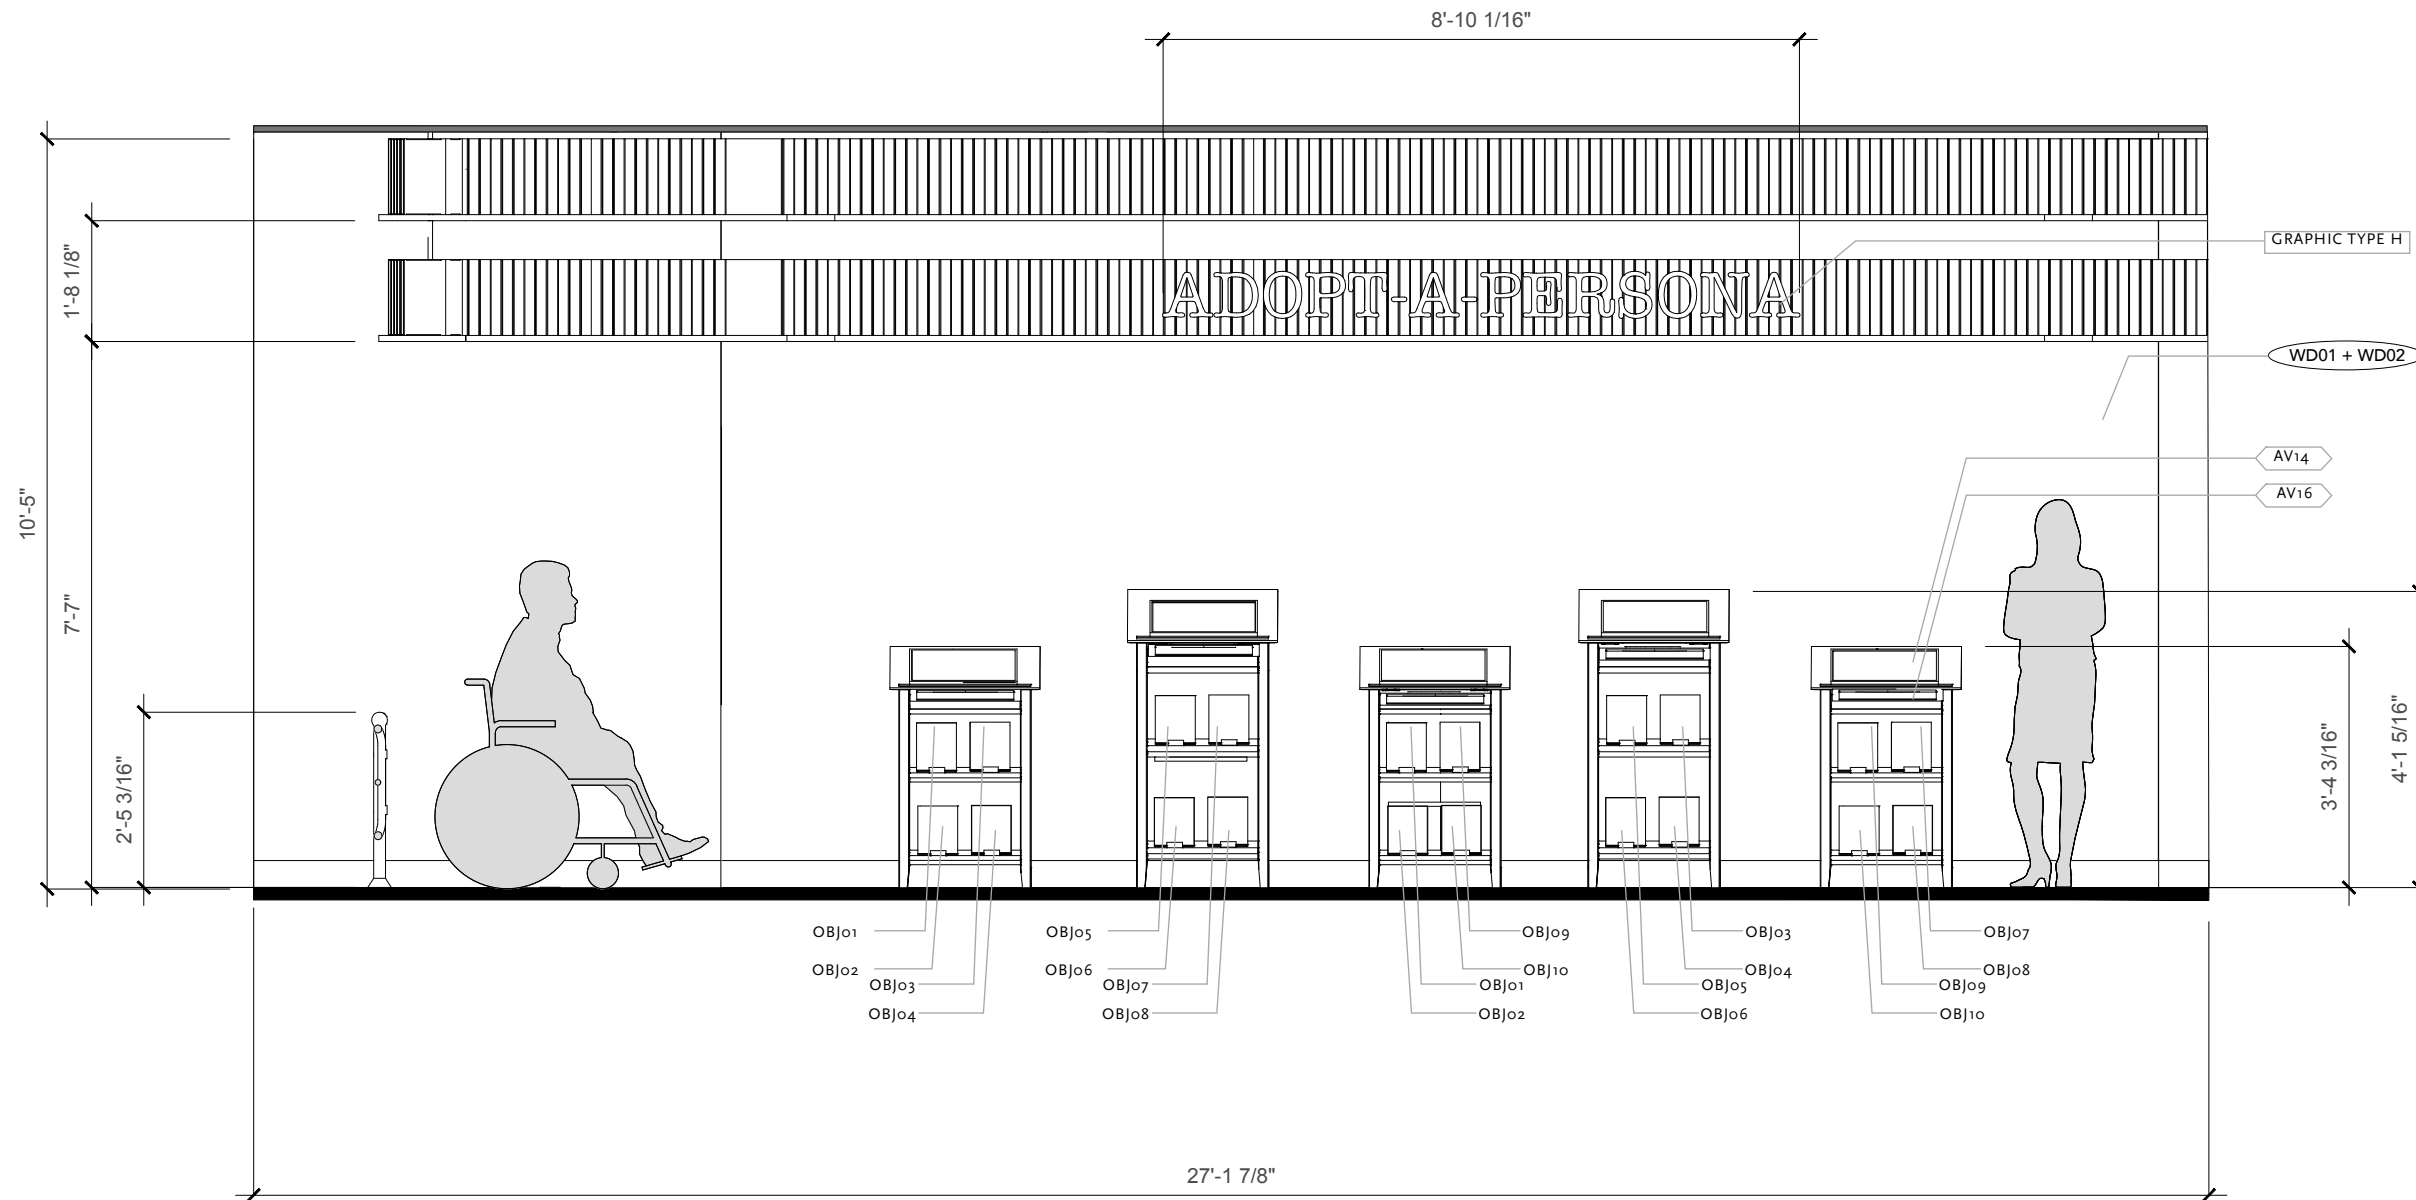 8'-10 1/16"
GRAPHIC TYPE H
1'-8 1/8"
ADOPT-A-PERSONA
WD01 + WD02
AV14
AV16
10'-5"
7'-7"
2'-5 3/16"
3'-4 3/16"
4'-1 5/16"
OBJ01 OBJ05 OBJ09 OBJ03 OBJ07
OBJ02 OBJ06 OBJ10 OBJ04 OBJ08
OBJ03 OBJ07 OBJ01 OBJ05 OBJ09
OBJ04 OBJ08 OBJ02 OBJ06 OBJ10
27'-1 7/8"